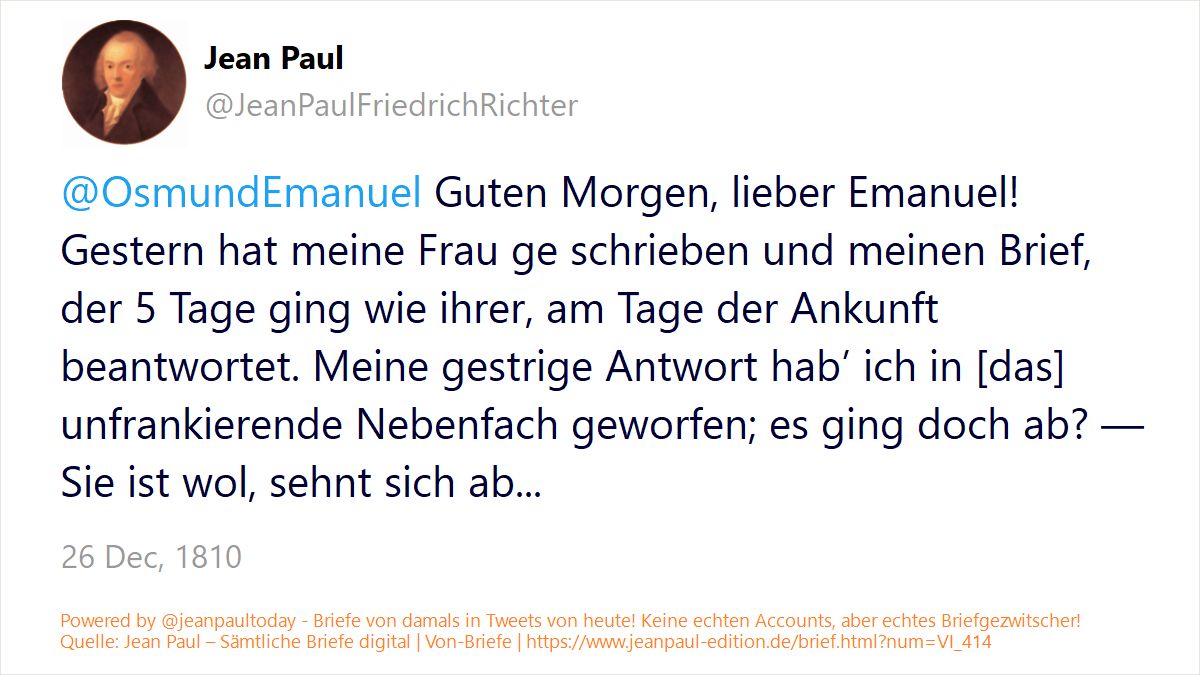 Jean Paul
@JeanPaulFriedrichRichter
@OsmundEmanuel Guten Morgen, lieber Emanuel!
Gestern hat meine Frau ge schrieben und meinen Brief,
der 5 Tage ging wie ihrer, am Tage der Ankunft
beantwortet. Meine gestrige Antwort hab’ ich in [das]
unfrankierende Nebenfach geworfen; es ging doch ab? —
Sie ist wol, sehnt sich ab...
26 Dec, 1810
Powered by @jeanpaultoday - Briefe von damals in Tweets von heute! Keine echten Accounts, aber echtes Briefgezwitscher!
Quelle: Jean Paul – Sämtliche Briefe digital | Von-Briefe | https://www.jeanpaul-edition.de/brief.html?num=VI_414